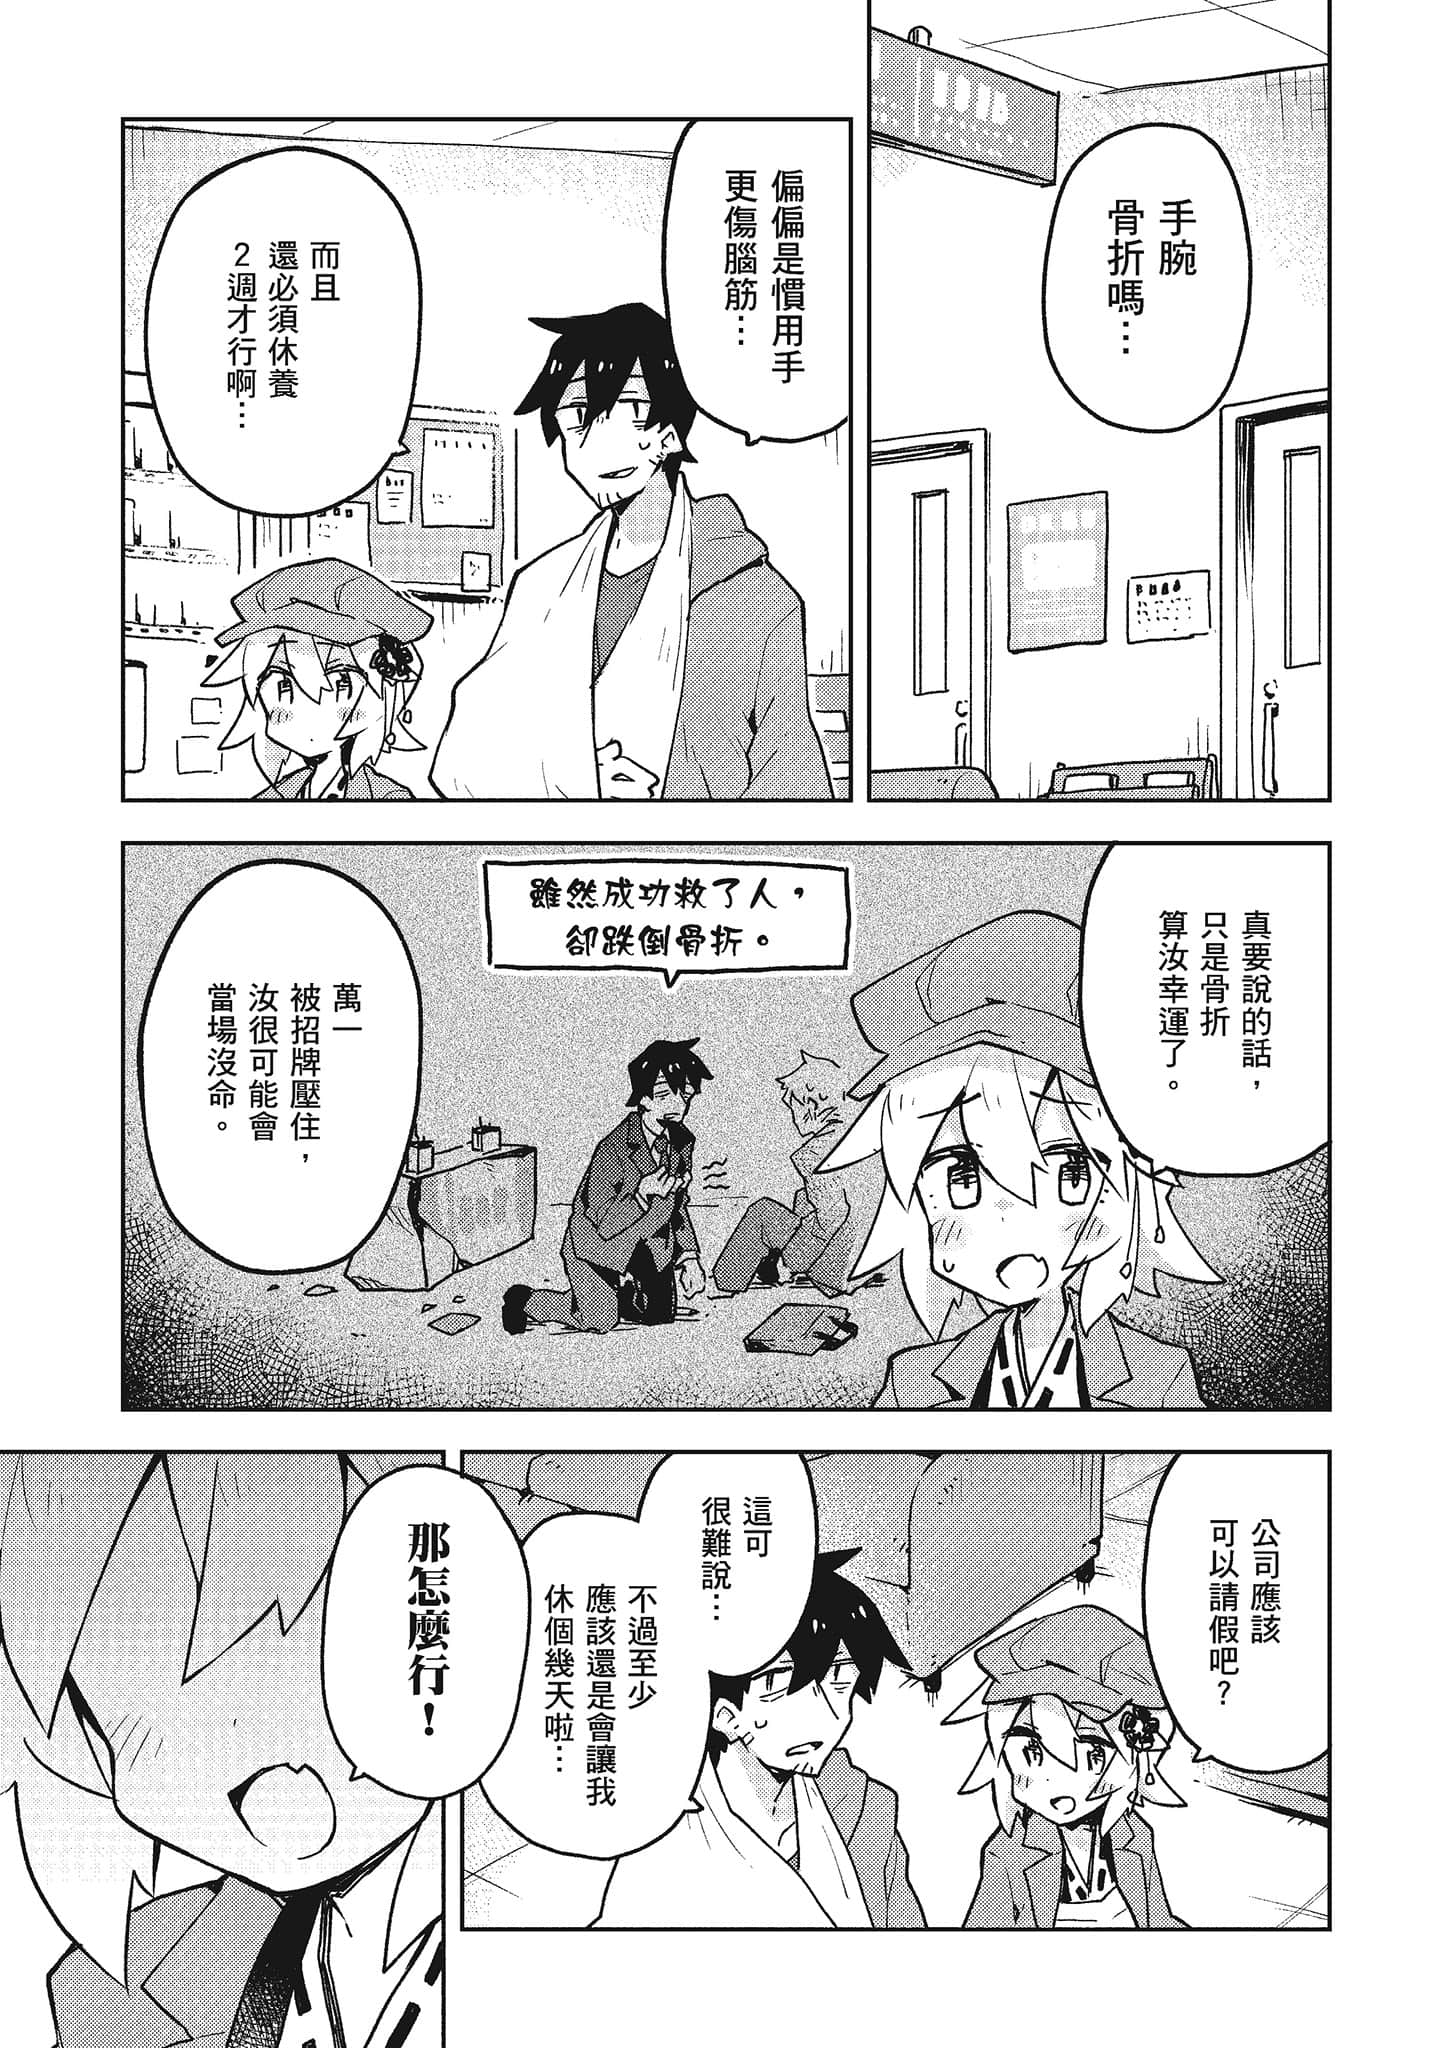 手腕
骨折嗎…
偏偏是慣用手
更傷腦筋…
而且
還必須休養
2週才行啊…
真要說的話，
只是骨折
算汝幸運了。
雖然成功救了人，
卻跌倒骨折。
萬一
被招牌壓住，
汝很可能會
當場沒命。
公司應該
可以請假吧？
這可
很難說…
不過至少
應該還是會讓我
休個幾天啦…
那怎麼行！